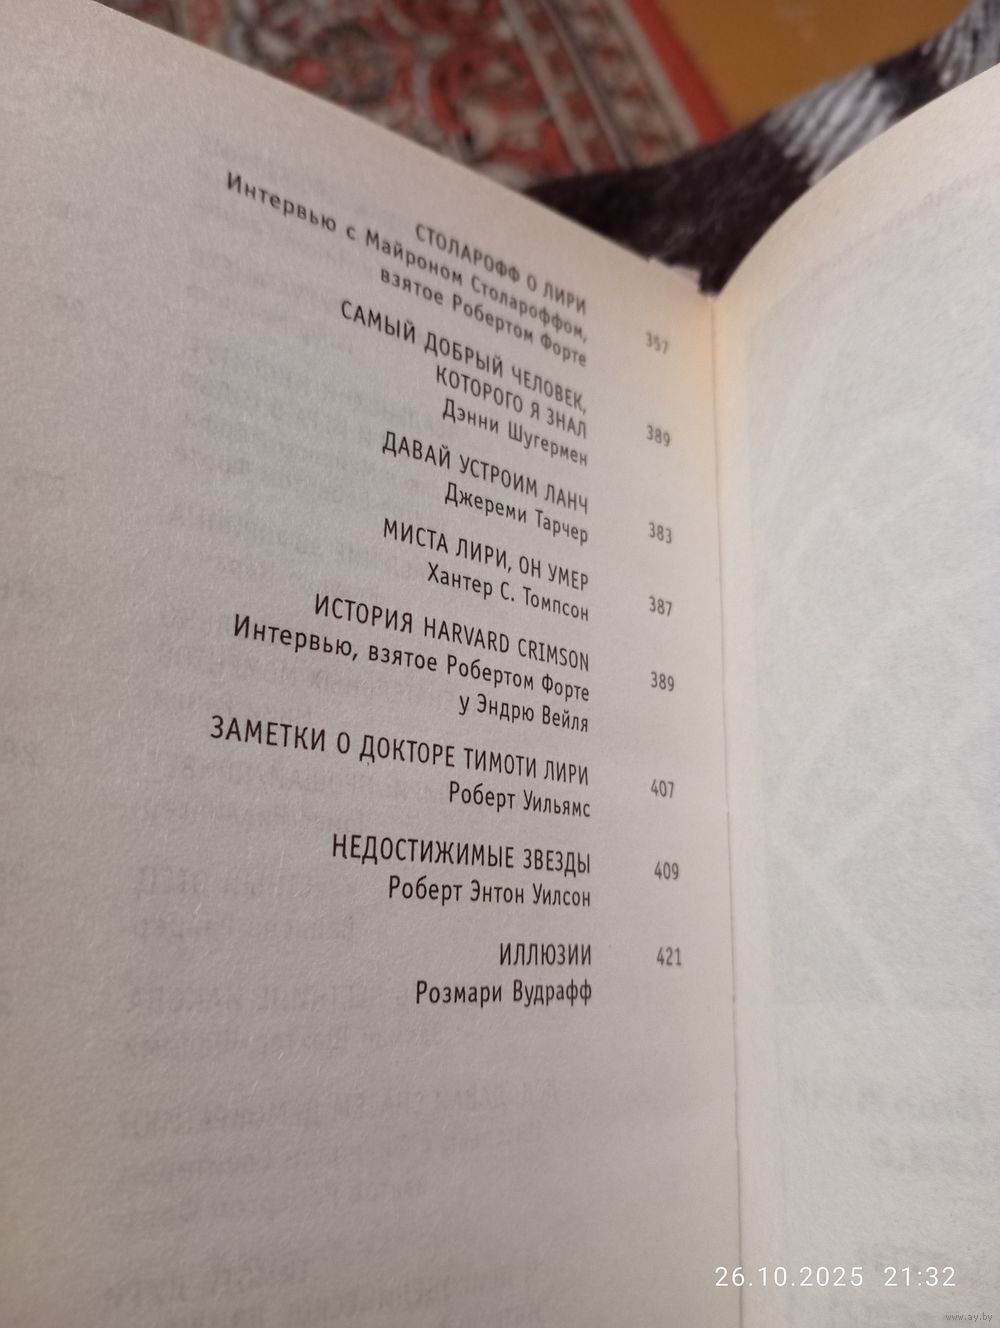 СТОЛАРОФФ О ЛИРИ
Интервью с Майроном Столароффом,
взятое Робертом Форте
357
САМЫЙ ДОБРЫЙ ЧЕЛОВЕК,
КОТОРОГО Я ЗНАЛ
Дэнни Шугермен
389
ДАВАЙ УСТРОИМ ЛАНЧ
Джереми Тарчер
383
МИСТА ЛИРИ, ОН УМЕР
Хантер С. Томпсон
387
ИСТОРИЯ HARVARD CRIMSON
Интервью, взятое Робертом Форте
у Эндрю Вейля
389
ЗАМЕТКИ О ДОКТОРЕ ТИМОТИ ЛИРИ
Роберт Уильямс
407
НЕДОСТИЖИМЫЕ ЗВЕЗДЫ
Роберт Энтон Уилсон
409
ИЛЛЮЗИИ
Розмари Вудрафф
421
26.10.2025 21:32
www.ay.by